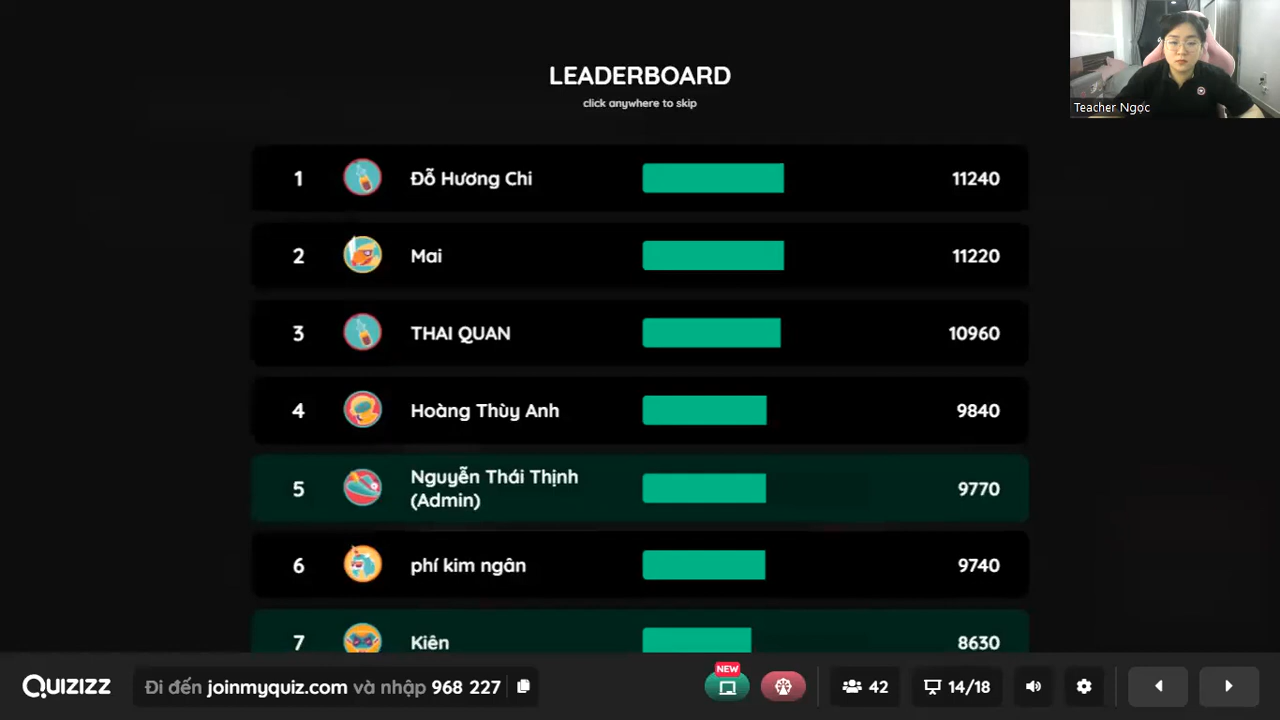 LEADERBOARD
click anywhere to skip
Teacher Ngọc
1 Đỗ Hương Chi 11240
2 Mai 11220
3 THAI QUAN 10960
4 Hoàng Thùy Anh 9840
5 Nguyễn Thái Thịnh (Admin) 9770
6 phí kim ngân 9740
7 Kiên 8630
QUIZIZZ Đi đến joinmyquiz.com và nhập 968 227 NEW 42 14/18